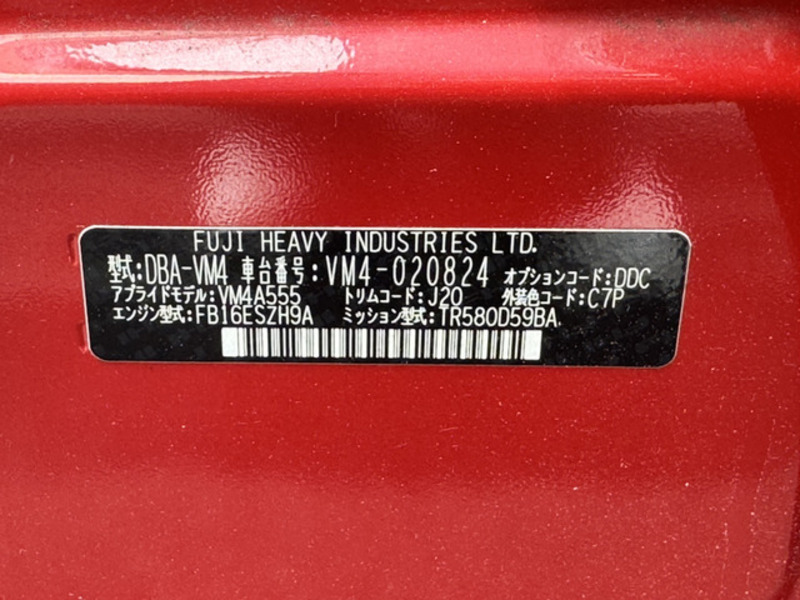 FUJI HEAVY INDUSTRIES LTD.
型式:DBA-VM4 車台番号:VM4-020824 オプションコード:DDC
アプライドモデル:VM4A555 トリムコード:J20 外装色コード:C7P
エンジン型式:FB16ESZH9A ミッション型式:TR580D59BA